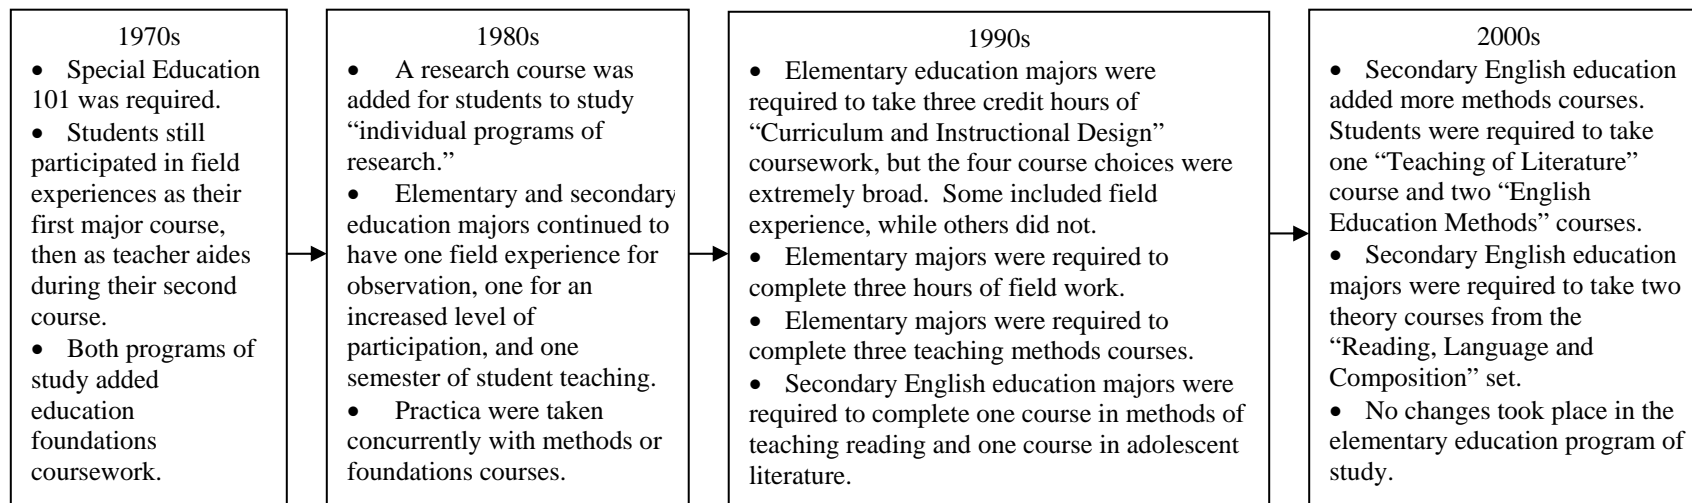 1970s
• Special Education
101 was required.
• Students still
participated in field
experiences as their
first major course,
then as teacher aides
during their second
course.
• Both programs of
study added
education
foundations
coursework.
1980s
• A research course was
added for students to study
“individual programs of
research.”
• Elementary and secondary
education majors continued to
have one field experience for
observation, one for an
increased level of
participation, and one
semester of student teaching.
• Practica were taken
concurrently with methods or
foundations courses.
1990s
• Elementary education majors were
required to take three credit hours of
“Curriculum and Instructional Design”
coursework, but the four course choices were
extremely broad.  Some included field
experience, while others did not.
• Elementary majors were required to
complete three hours of field work.
• Elementary majors were required to
complete three teaching methods courses.
• Secondary English education majors were
required to complete one course in methods of
teaching reading and one course in adolescent
literature.
2000s
• Secondary English education
added more methods courses.
Students were required to take
one “Teaching of Literature”
course and two “English
Education Methods” courses.
• Secondary English education
majors were required to take two
theory courses from the
“Reading, Language and
Composition” set.
• No changes took place in the
elementary education program of
study.